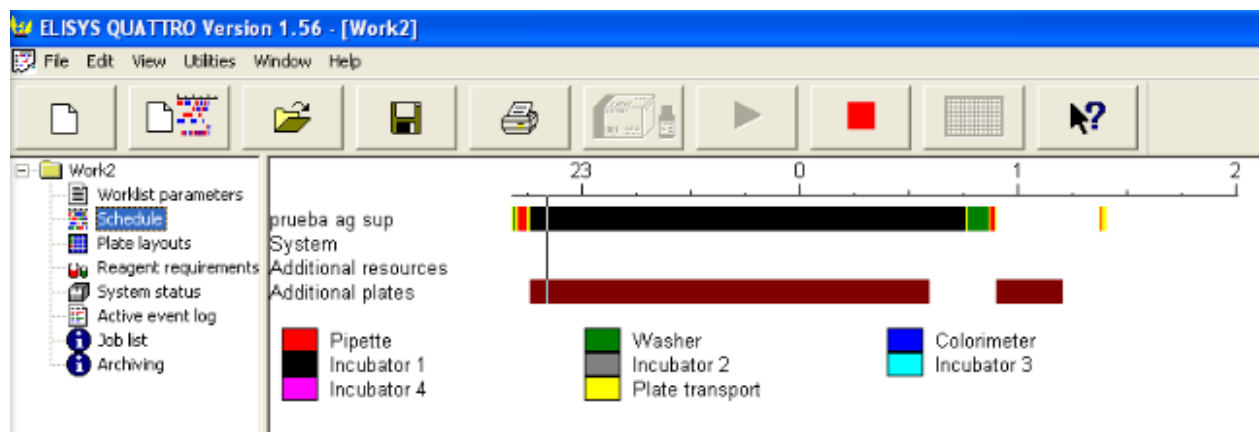 ELISYS QUATTRO Version 1.56 - [Work2]
File Edit View Utilities Window Help
Work2
Worklist parameters
Schedule
Plate layouts
Reagent requirements
System status
Active event log
Job list
Archiving
23 0 1 2
prueba ag sup
System
Additional resources
Additional plates
Pipette Washer Colorimeter
Incubator 1 Incubator 2 Incubator 3
Incubator 4 Plate transport